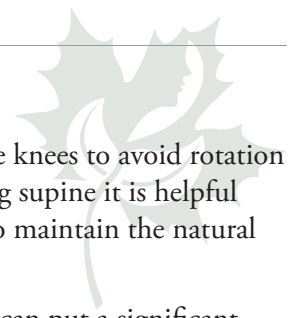 knees to avoid rotation
g supine it is helpful
o maintain the natural
can put a significant